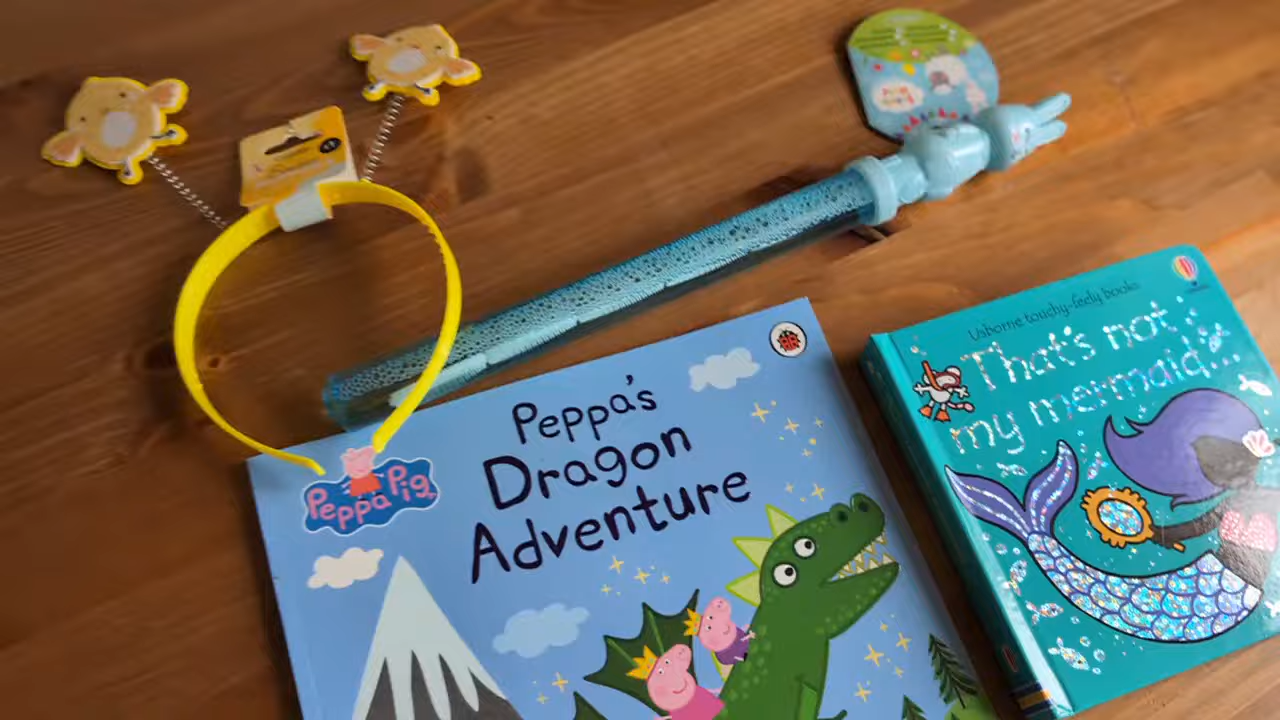 Peppa's
Dragon
Adventure
Peppa Pig
Usborne touchy-feely books
That's not
my mermaid...